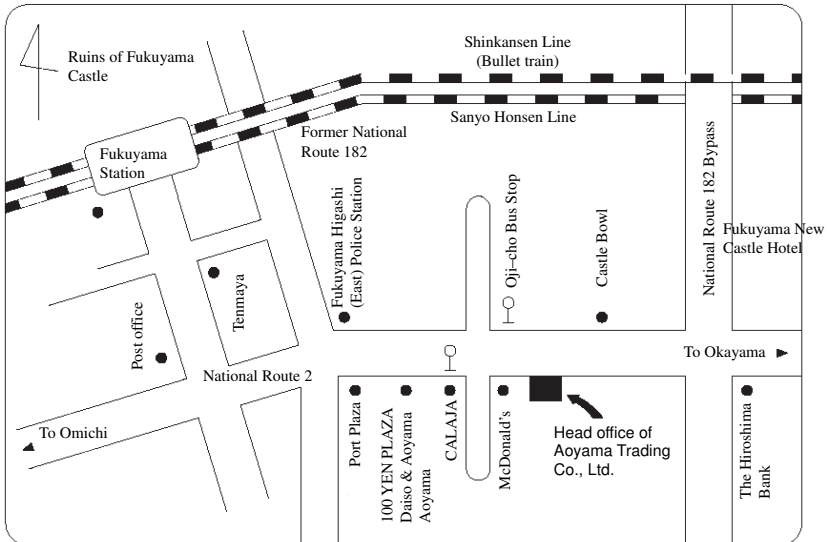 Ruins of Fukuyama
Castle
Shinkansen Line
(Bullet train)
Sanyo Honsen Line
Former National
Route 182
Fukuyama
Station
National Route 182 Bypass
Fukuyama New
Castle Hotel
Fukuyama Higashi
(East) Police Station
Oji–cho Bus Stop
Castle Bowl
Tenmaya
Post office
National Route 2
To Okayama
To Omichi
Port Plaza
100 YEN PLAZA
Daiso & Aoyama
Aoyama
CALAJA
McDonald's
Head office of
Aoyama Trading
Co., Ltd.
The Hiroshima
Bank